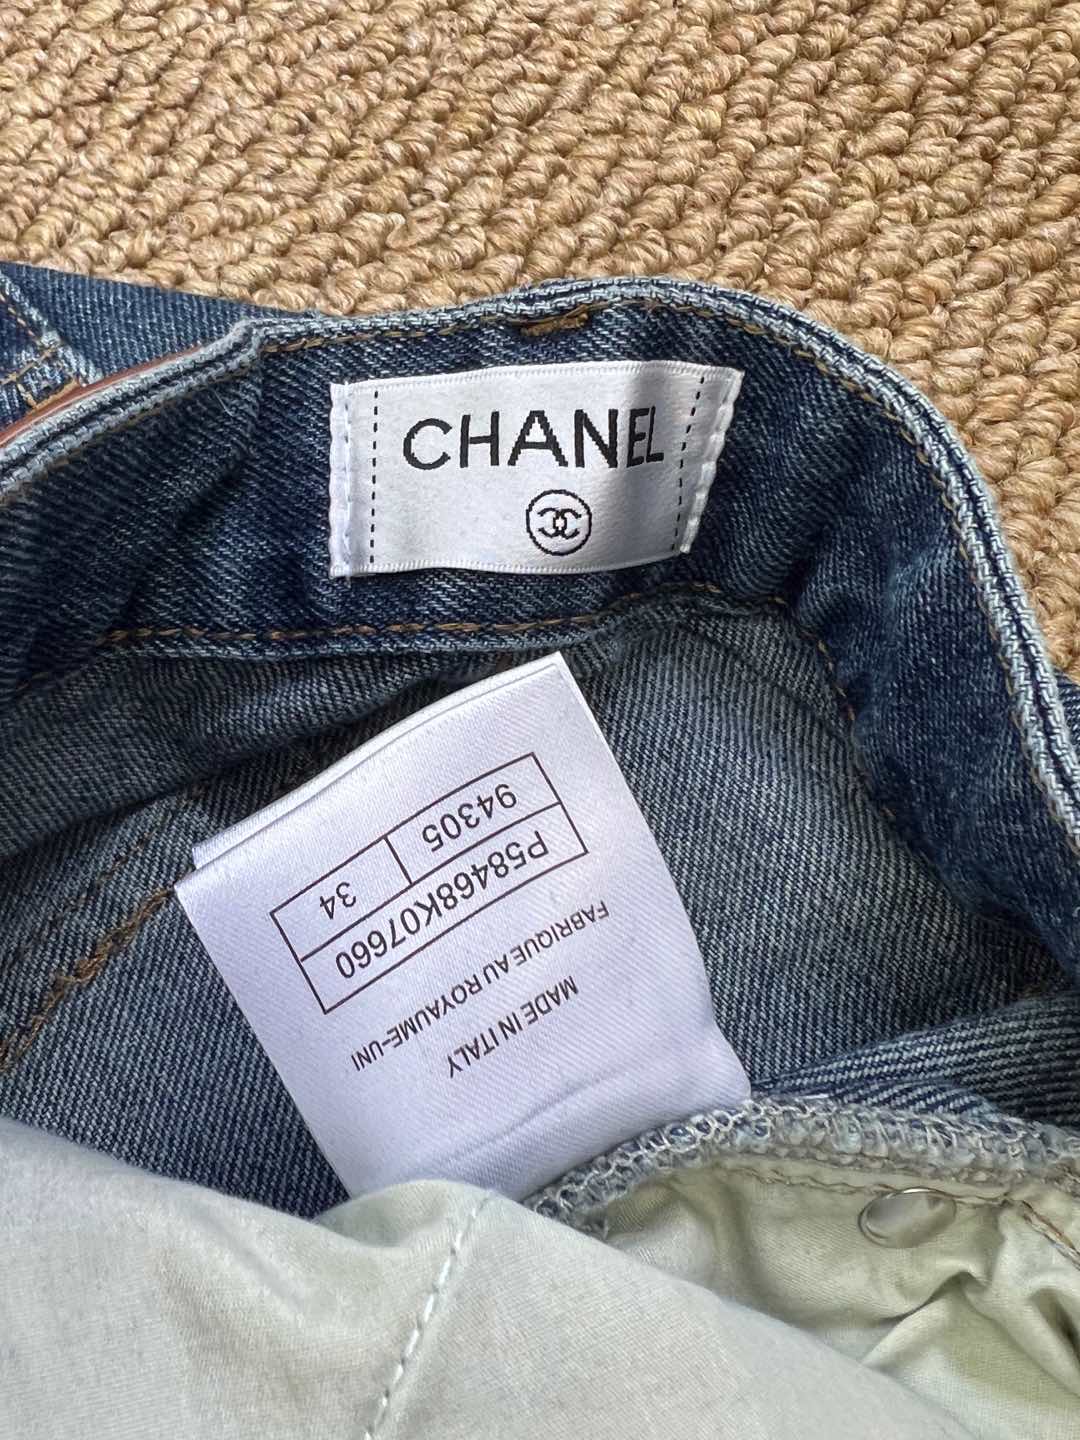 CHANEL
34 94305
P58468K07660
FABRIQUE AU ROYAUME-UNI
MADE IN ITALY